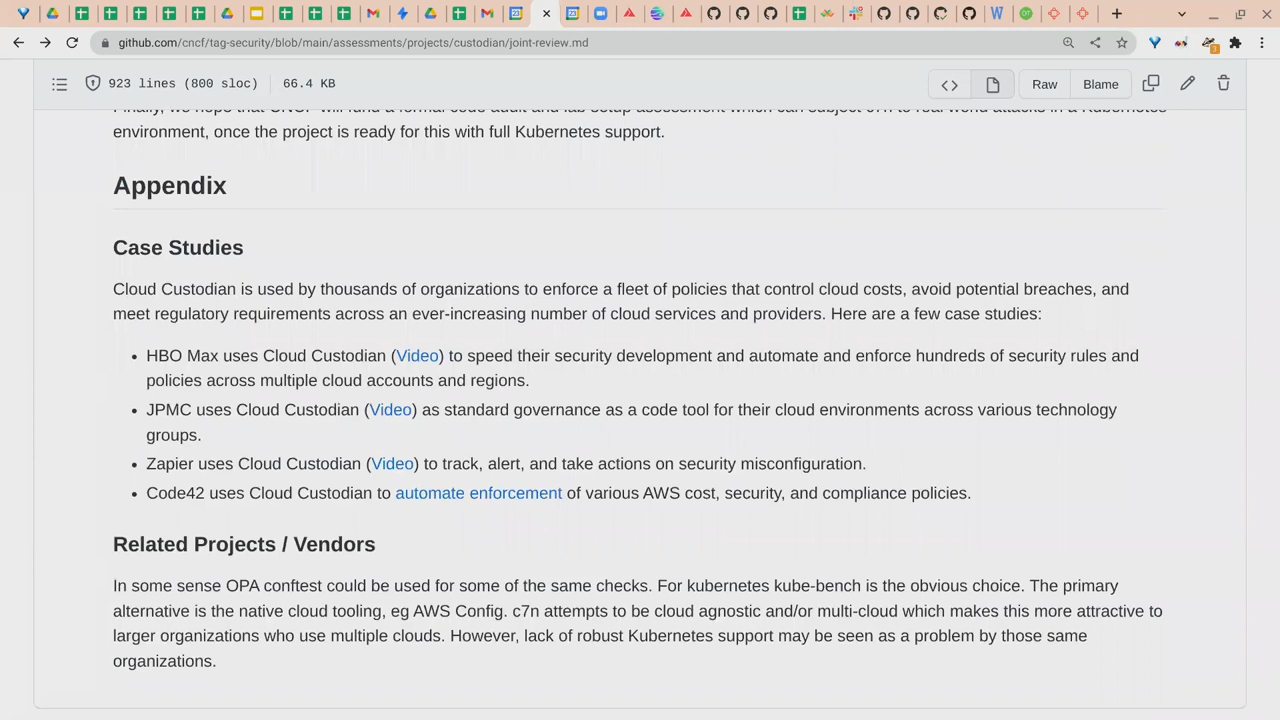 github.com/cncf/tag-security/blob/main/assessments/projects/custodian/joint-review.md
923 lines (800 sloc)
66.4 KB
Raw
Blame
environment, once the project is ready for this with full Kubernetes support.
Appendix
Case Studies
Cloud Custodian is used by thousands of organizations to enforce a fleet of policies that control cloud costs, avoid potential breaches, and
meet regulatory requirements across an ever-increasing number of cloud services and providers. Here are a few case studies:
• HBO Max uses Cloud Custodian (Video) to speed their security development and automate and enforce hundreds of security rules and
policies across multiple cloud accounts and regions.
• JPMC uses Cloud Custodian (Video) as standard governance as a code tool for their cloud environments across various technology
groups.
• Zapier uses Cloud Custodian (Video) to track, alert, and take actions on security misconfiguration.
• Code42 uses Cloud Custodian to automate enforcement of various AWS cost, security, and compliance policies.
Related Projects / Vendors
In some sense OPA conftest could be used for some of the same checks. For kubernetes kube-bench is the obvious choice. The primary
alternative is the native cloud tooling, eg AWS Config. c7n attempts to be cloud agnostic and/or multi-cloud which makes this more attractive to
larger organizations who use multiple clouds. However, lack of robust Kubernetes support may be seen as a problem by those same
organizations.